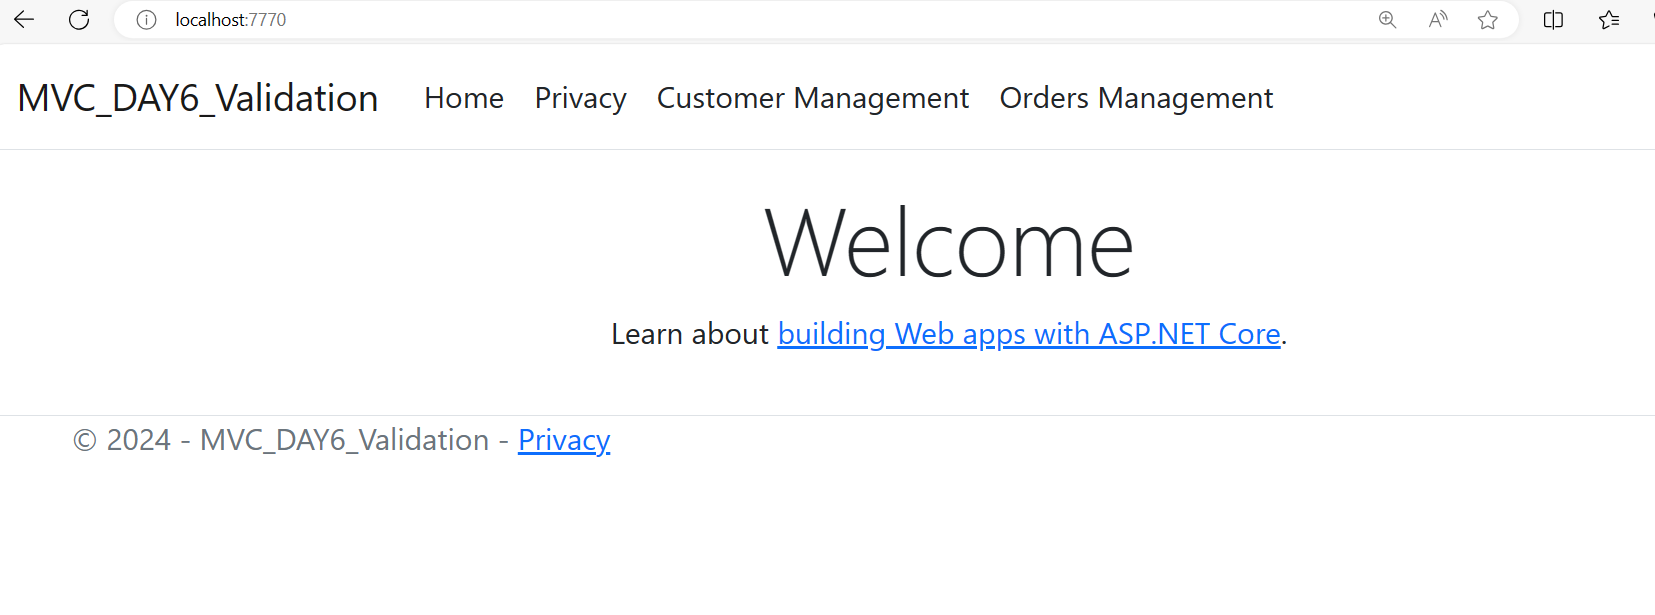 localhost:7770
MVC_DAY6_Validation Home Privacy Customer Management Orders Management
Welcome
Learn about building Web apps with ASP.NET Core.
© 2024 - MVC_DAY6_Validation - Privacy